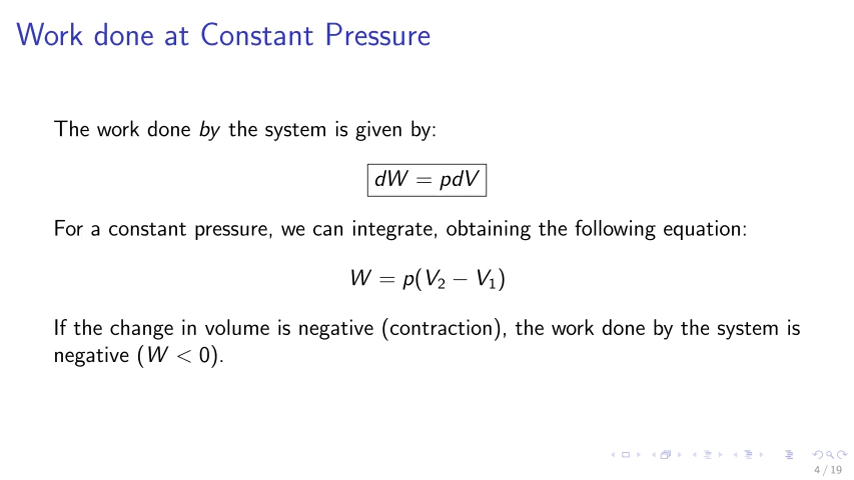 Work done at Constant Pressure
The work done by the system is given by:
dW = pdV
For a constant pressure, we can integrate, obtaining the following equation:
W = p(V₂ − V₁)
If the change in volume is negative (contraction), the work done by the system is
negative (W < 0).
4 / 19